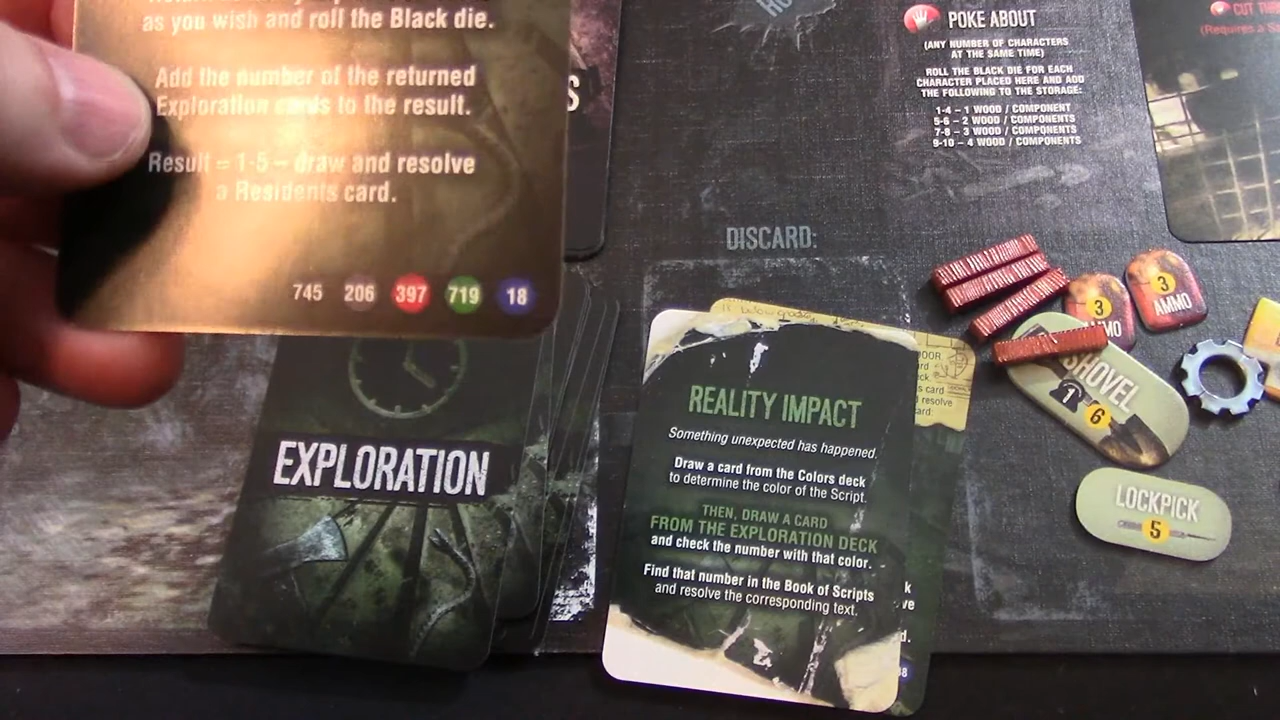 as you wish and roll the Black die.
Add the number of the returned
Exploration cards to the result.
Result = 1-5 – draw and resolve
a Residents card.
745 206 397 719 18
EXPLORATION
S
DISCARD:
REALITY IMPACT
Something unexpected has happened.
Draw a card from the Colors deck
to determine the color of the Script.
THEN, DRAW A CARD
FROM THE EXPLORATION DECK
and check the number with that color.
Find that number in the Book of Scripts
and resolve the corresponding text.
POKE ABOUT
(ANY NUMBER OF CHARACTERS
AT THE SAME TIME)
ROLL THE BLACK DIE FOR EACH
CHARACTER PLACED HERE AND ADD
THE FOLLOWING TO THE STORAGE:
1-4 – 1 WOOD / COMPONENT
5-6 – 2 WOOD / COMPONENTS
7-8 – 3 WOOD / COMPONENTS
9-10 – 4 WOOD / COMPONENTS
CUT
(Requires a
3
3
AMMO
SHOVEL
1 6
LOCKPICK
5
card
resolve
card: